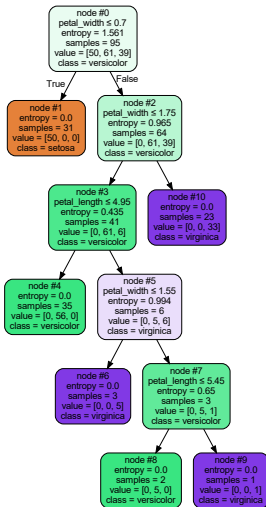 node #0
petal_width ≤ 0.7
entropy = 1.561
samples = 95
value = [50, 61, 39]
class = versicolor
True
False
node #1
entropy = 0.0
samples = 31
value = [50, 0, 0]
class = setosa
node #2
petal_width ≤ 1.75
entropy = 0.965
samples = 64
value = [0, 61, 39]
class = versicolor
node #3
petal_length ≤ 4.95
entropy = 0.435
samples = 41
value = [0, 61, 6]
class = versicolor
node #10
entropy = 0.0
samples = 23
value = [0, 0, 33]
class = virginica
node #4
entropy = 0.0
samples = 35
value = [0, 56, 0]
class = versicolor
node #5
petal_width ≤ 1.55
entropy = 0.994
samples = 6
value = [0, 5, 6]
class = virginica
node #6
entropy = 0.0
samples = 3
value = [0, 0, 5]
class = virginica
node #7
petal_length ≤ 5.45
entropy = 0.65
samples = 3
value = [0, 5, 1]
class = versicolor
node #8
entropy = 0.0
samples = 2
value = [0, 5, 0]
class = versicolor
node #9
entropy = 0.0
samples = 1
value = [0, 0, 1]
class = virginica